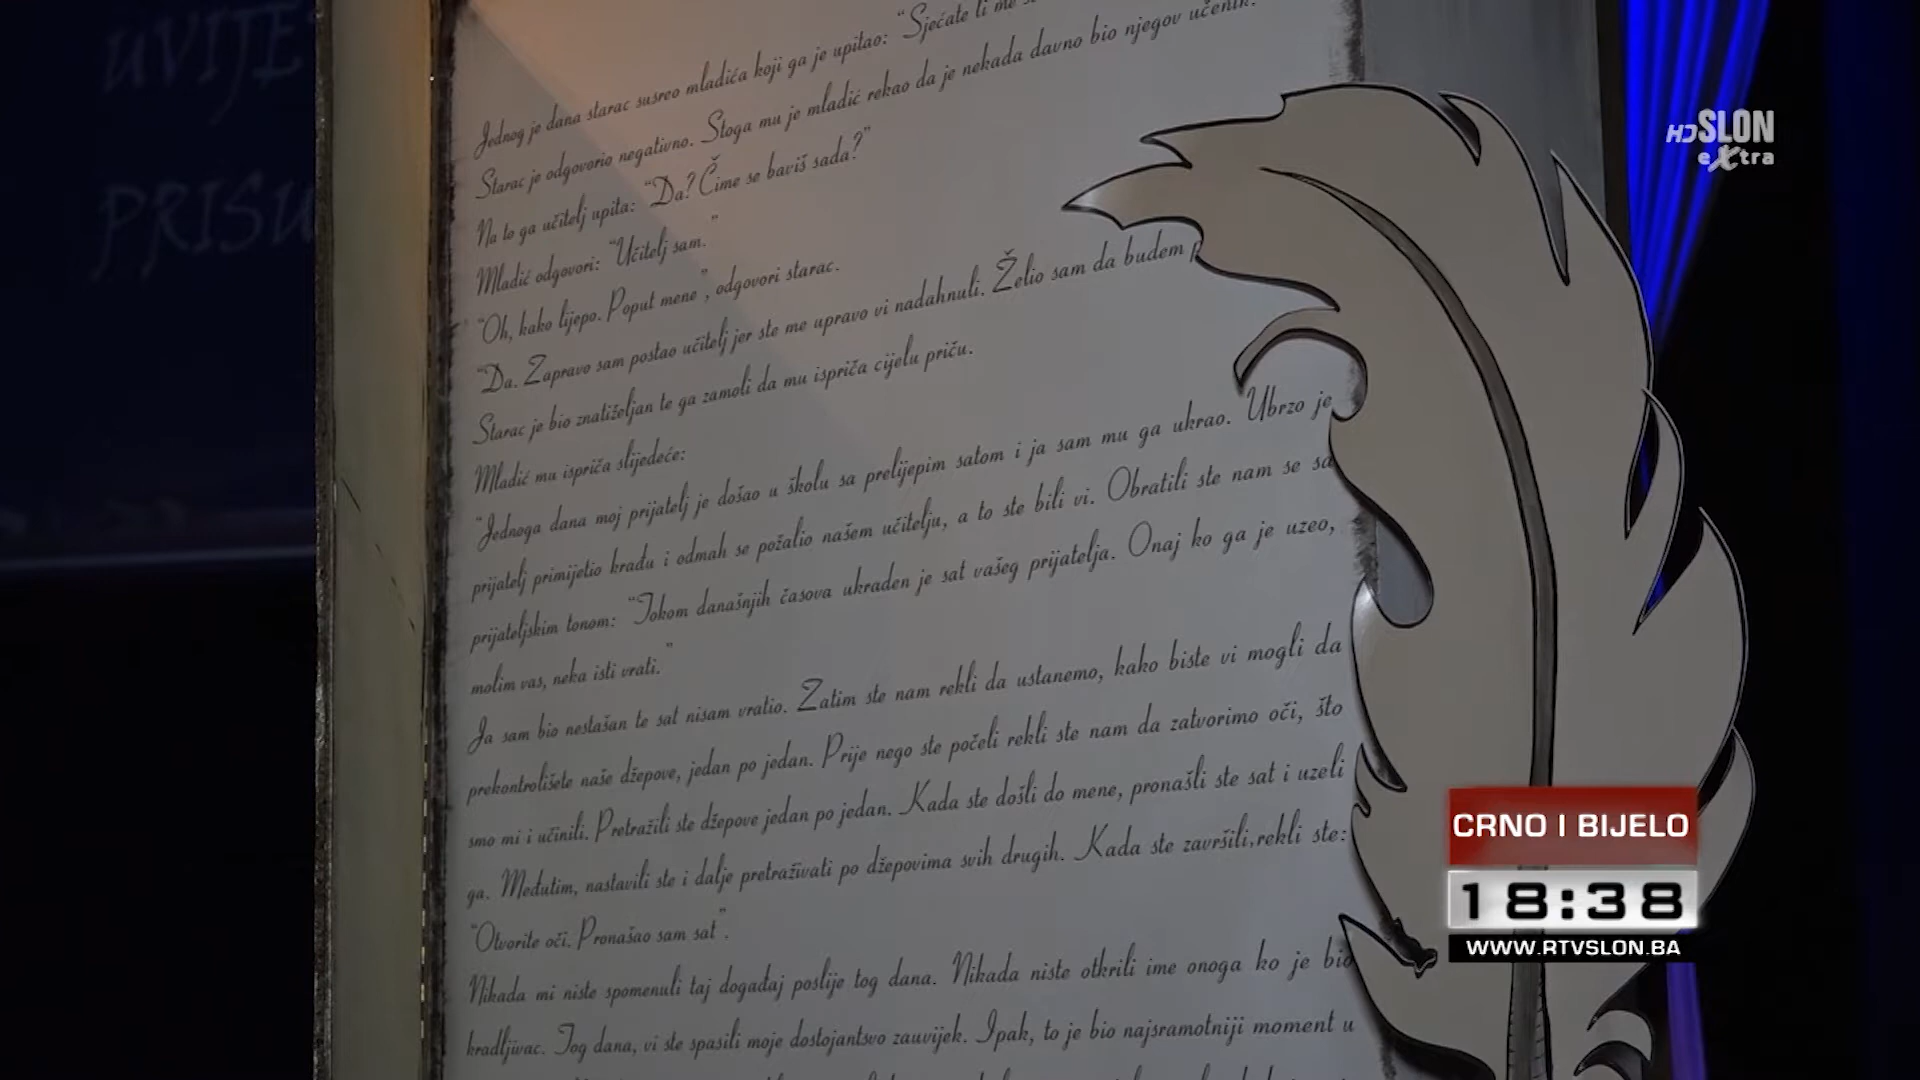 UVIJE
PRISU
Jednog je dana starac susreo mladića koji ga je upitao: “Sjećate li me
Starac je odgovorio negativno. Stoga mu je mladić rekao da je nekada davno bio njegov učenik.
Na to ga učitelj upita: “Da? Čime se baviš sada?”
Mladić odgovori: “Učitelj sam.”
“Oh, kako lijepo. Poput mene”, odgovori starac.
“Da. Zapravo sam postao učitelj jer ste me upravo vi nadahnuli. Želio sam da budem
Starac je bio znatiželjan te ga zamoli da mu ispriča cijelu priču.
Mladić mu ispriča slijedeće:
“Jednoga dana moj prijatelj je došao u školu sa prelijepim satom i ja sam mu ga ukrao. Ubrzo je
prijatelj primijetio krađu i odmah se požalio našem učitelju, a to ste bili vi. Obratili ste nam se sa
prijateljskim tonom: “Tokom današnjih časova ukraden je sat vašeg prijatelja. Onaj ko ga je uzeo,
molim vas, neka isti vrati.”
Ja sam bio nestašan te sat nisam vratio. Zatim ste nam rekli da ustanemo, kako biste vi mogli da
prekontrolišete naše džepove, jedan po jedan. Prije nego ste počeli rekli ste nam da zatvorimo oči, što
smo mi i učinili. Pretražili ste džepove jedan po jedan. Kada ste došli do mene, pronašli ste sat i uzeli
ga. Međutim, nastavili ste i dalje pretraživati po džepovima svih drugih. Kada ste završili,rekli ste:
“Otvorite oči. Pronašao sam sat”.
Nikada mi niste spomenuli taj događaj poslije tog dana. Nikada niste otkrili ime onoga ko je bio
kradljivac. Tog dana, vi ste spasili moje dostojanstvo zauvijek. Ipak, to je bio najsramotniji moment u
HD SLON
extra
CRNO I BIJELO
18:38
WWW.RTVSLON.BA